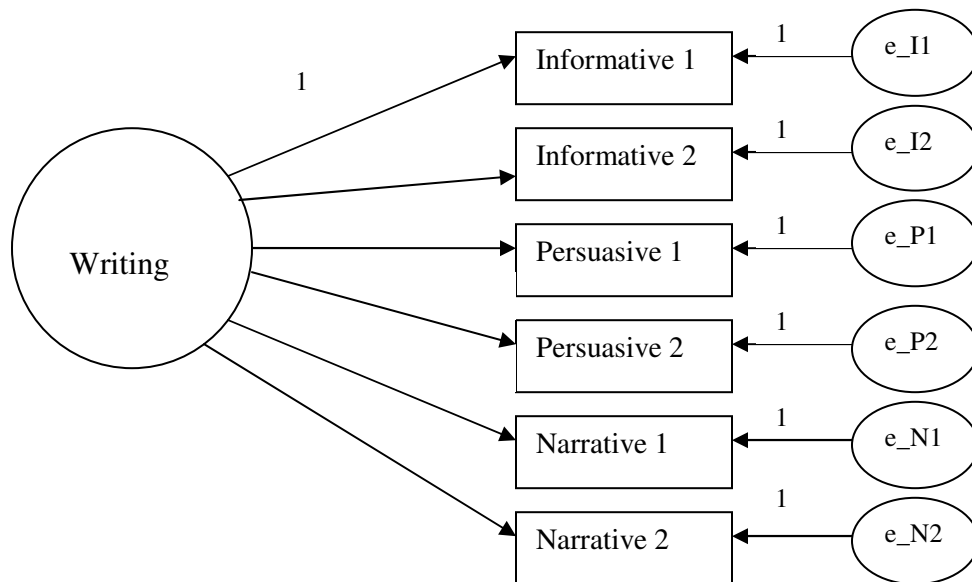 1
Informative 1
1
e_I1
Informative 2
1
e_I2
Writing
Persuasive 1
1
e_P1
Persuasive 2
1
e_P2
Narrative 1
1
e_N1
Narrative 2
1
e_N2